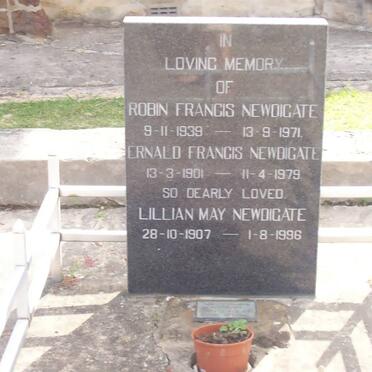 IN
LOVING MEMORY
OF
ROBIN FRANCIS NEWDIGATE
9-11-1939 — 13-9-1971.
ERNALD FRANCIS NEWDIGATE
13-3-1901 — 11-4-1979.
SO DEARLY LOVED.
LILLIAN MAY NEWDIGATE
28-10-1907 — 1-8-1996